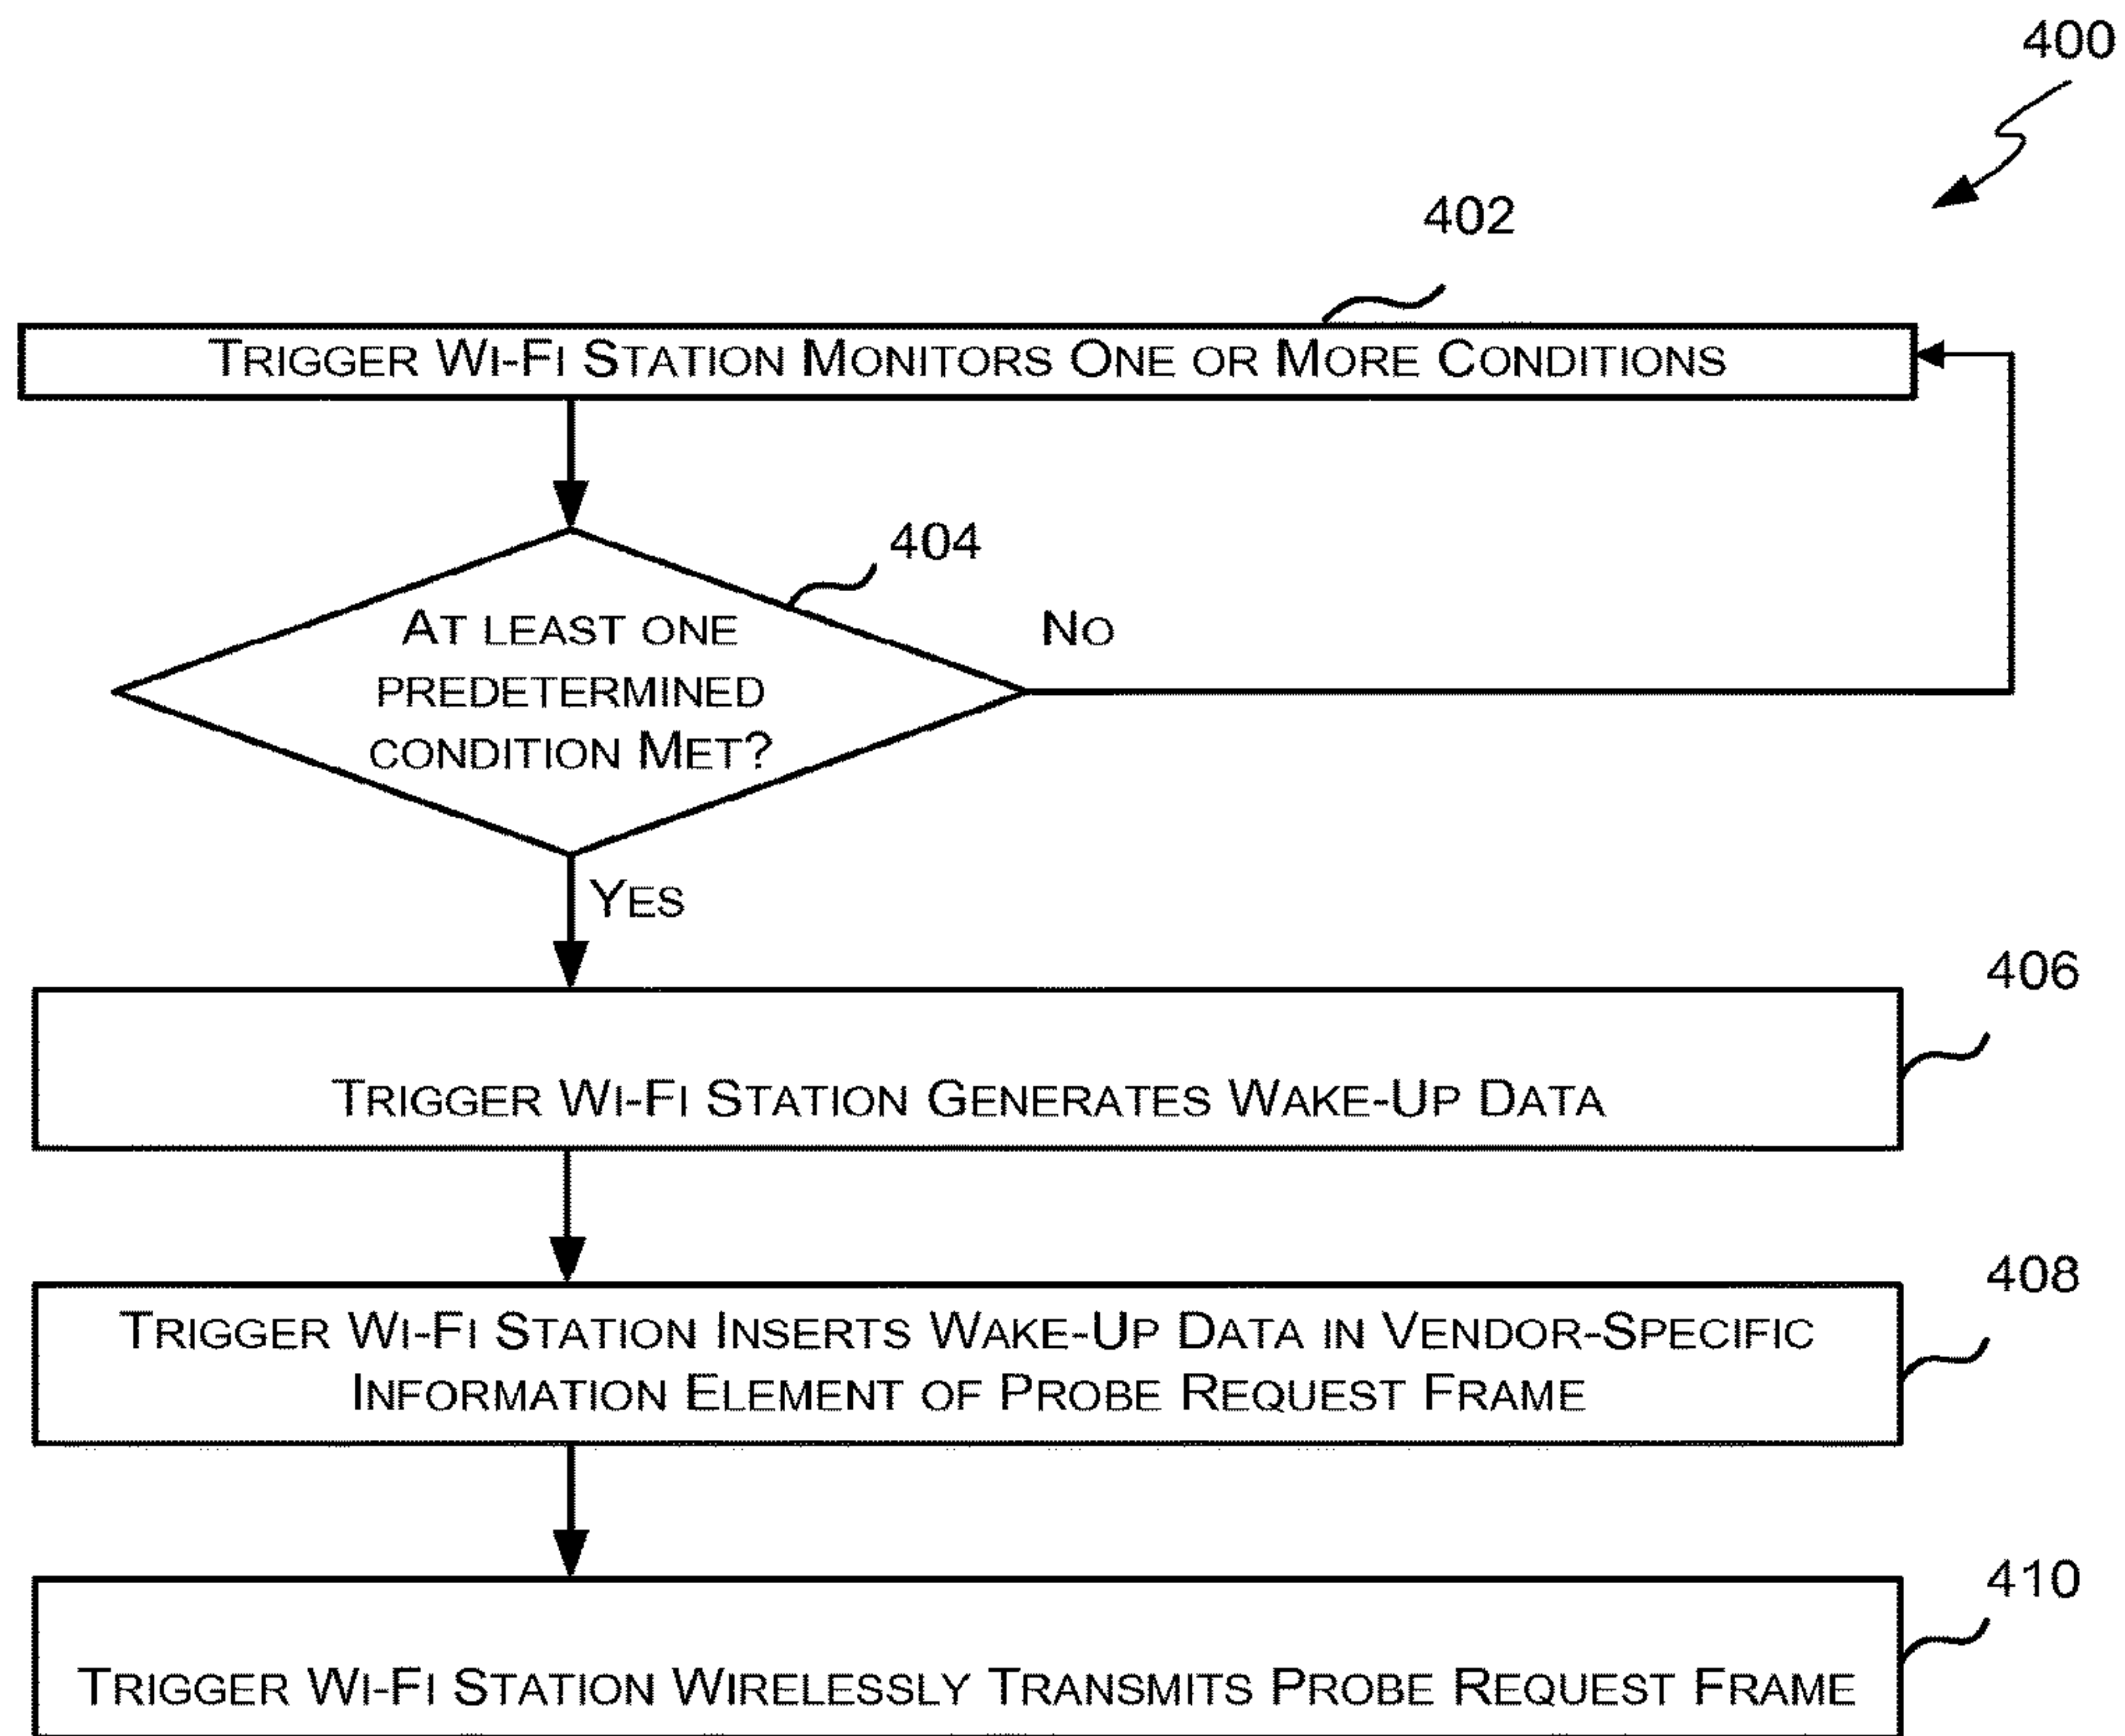 400
402
Trigger Wi-Fi Station Monitors One or More Conditions
404
At least one
predetermined
condition Met?
No
Yes
406
Trigger Wi-Fi Station Generates Wake-Up Data
408
Trigger Wi-Fi Station Inserts Wake-Up Data in Vendor-Specific
Information Element of Probe Request Frame
410
Trigger Wi-Fi Station Wirelessly Transmits Probe Request Frame